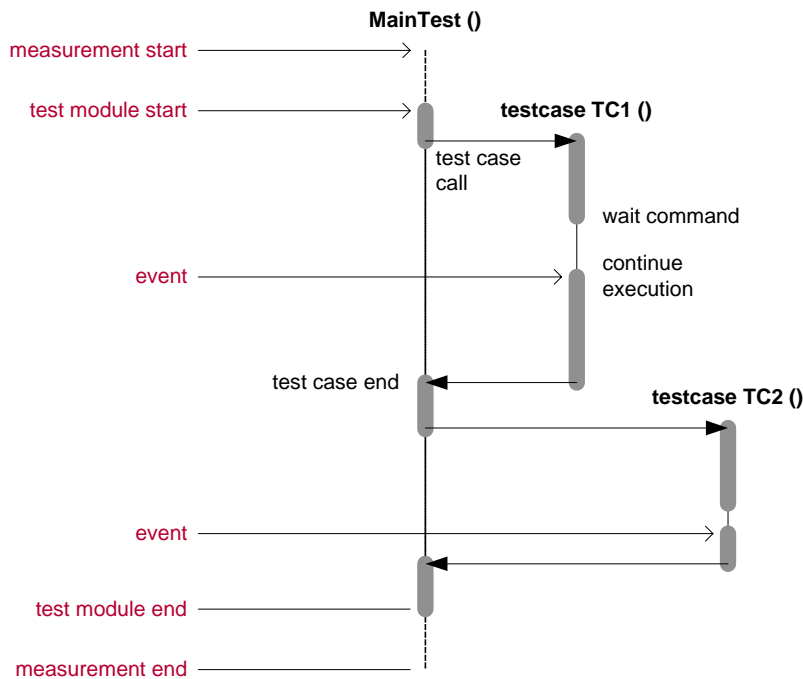 MainTest ()
measurement start
test module start
testcase TC1 ()
test case
call
wait command
event
continue
execution
test case end
testcase TC2 ()
event
test module end
measurement end